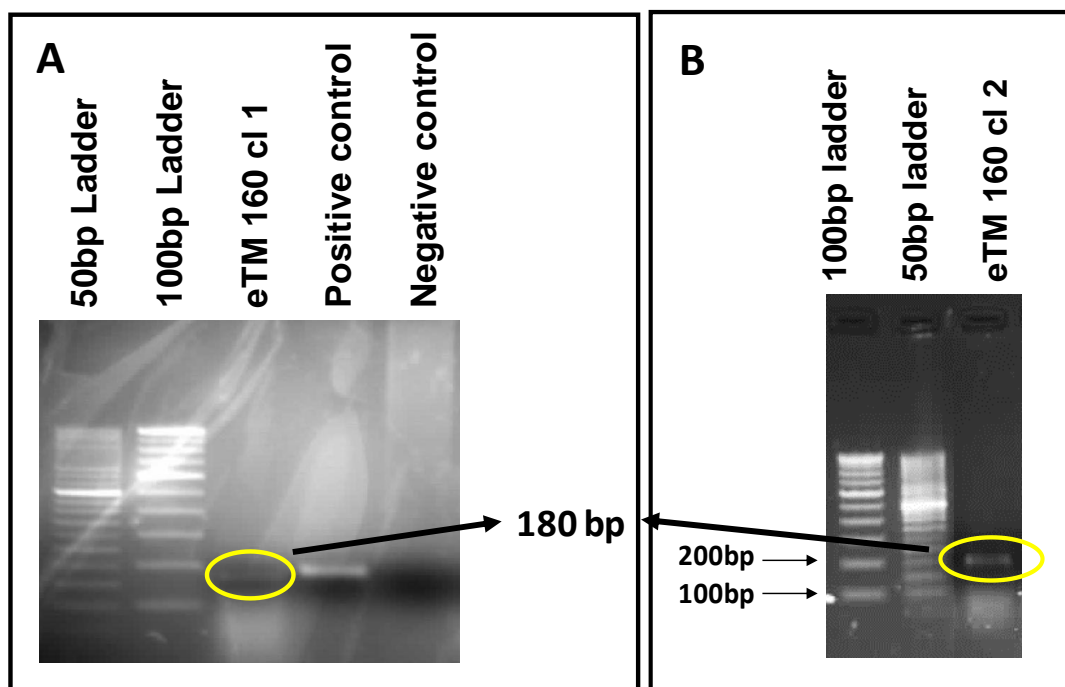 A
50bp Ladder
100bp Ladder
eTM 160 cl 1
Positive control
Negative control
180 bp
B
100bp ladder
50bp ladder
eTM 160 cl 2
200bp
100bp